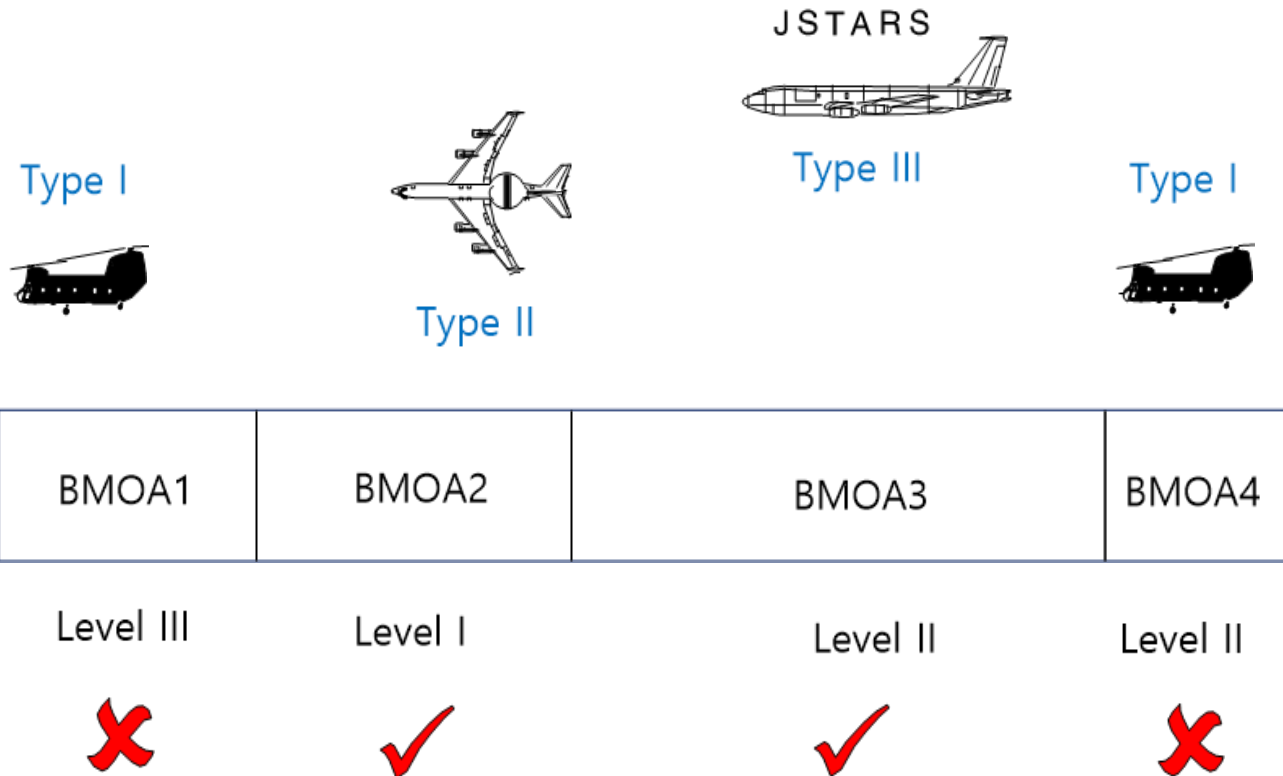 JSTARS
Type I
Type II
Type III
Type I
BMOA1
BMOA2
BMOA3
BMOA4
Level III
Level I
Level II
Level II